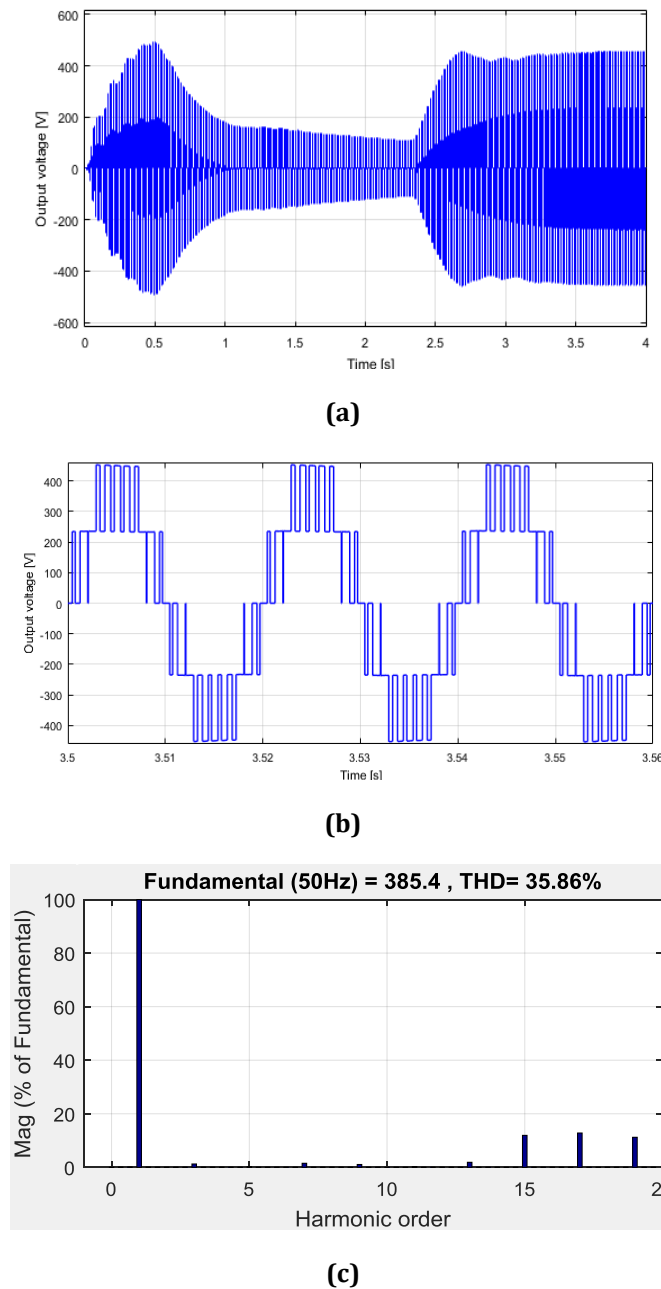 600
400
200
0
-200
-400
-600
Output voltage [V]
0 0.5 1 1.5 2 2.5 3 3.5 4
Time [s]
(a)
400
300
200
100
0
-100
-200
-300
-400
Output voltage [V]
3.5 3.51 3.52 3.53 3.54 3.55 3.56
Time [s]
(b)
Fundamental (50Hz) = 385.4 , THD= 35.86%
100
80
60
40
20
0
Mag (% of Fundamental)
0 5 10 15 2
Harmonic order
(c)